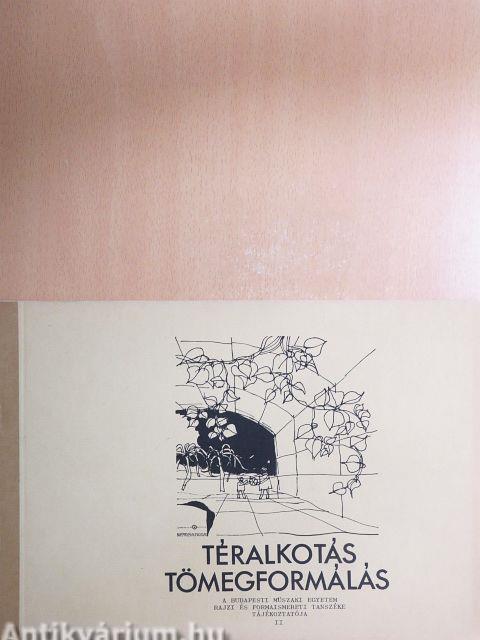 TÉRALKOTÁS
TÖMEGFORMÁLÁS
A BUDAPESTI MŰSZAKI EGYETEM
RAJZI ÉS FORMAISMERETI TANSZÉKE
TÁJÉKOZTATÓJA
II
Antikvárium.hu